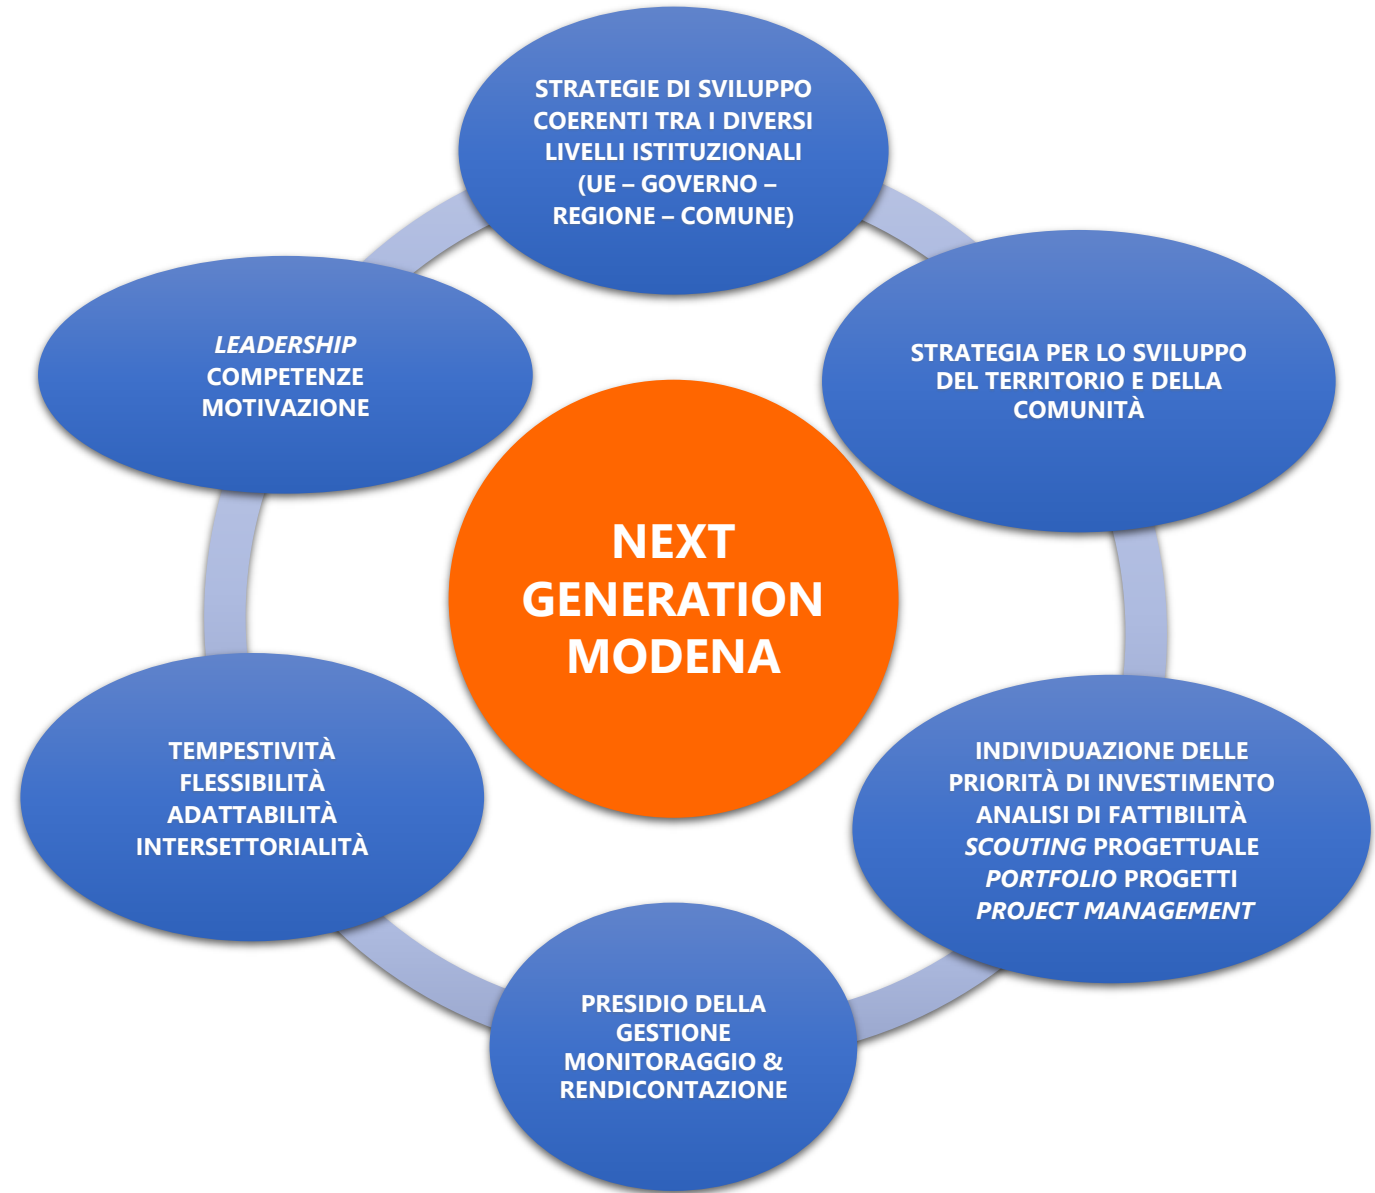 STRATEGIE DI SVILUPPO
COERENTI TRA I DIVERSI
LIVELLI ISTITUZIONALI
(UE – GOVERNO –
REGIONE – COMUNE)
STRATEGIA PER LO SVILUPPO
DEL TERRITORIO E DELLA
COMUNITÀ
INDIVIDUAZIONE DELLE
PRIORITÀ DI INVESTIMENTO
ANALISI DI FATTIBILITÀ
SCOUTING PROGETTUALE
PORTFOLIO PROGETTI
PROJECT MANAGEMENT
PRESIDIO DELLA
GESTIONE
MONITORAGGIO &
RENDICONTAZIONE
TEMPESTIVITÀ
FLESSIBILITÀ
ADATTABILITÀ
INTERSETTORIALITÀ
LEADERSHIP
COMPETENZE
MOTIVAZIONE
NEXT
GENERATION
MODENA